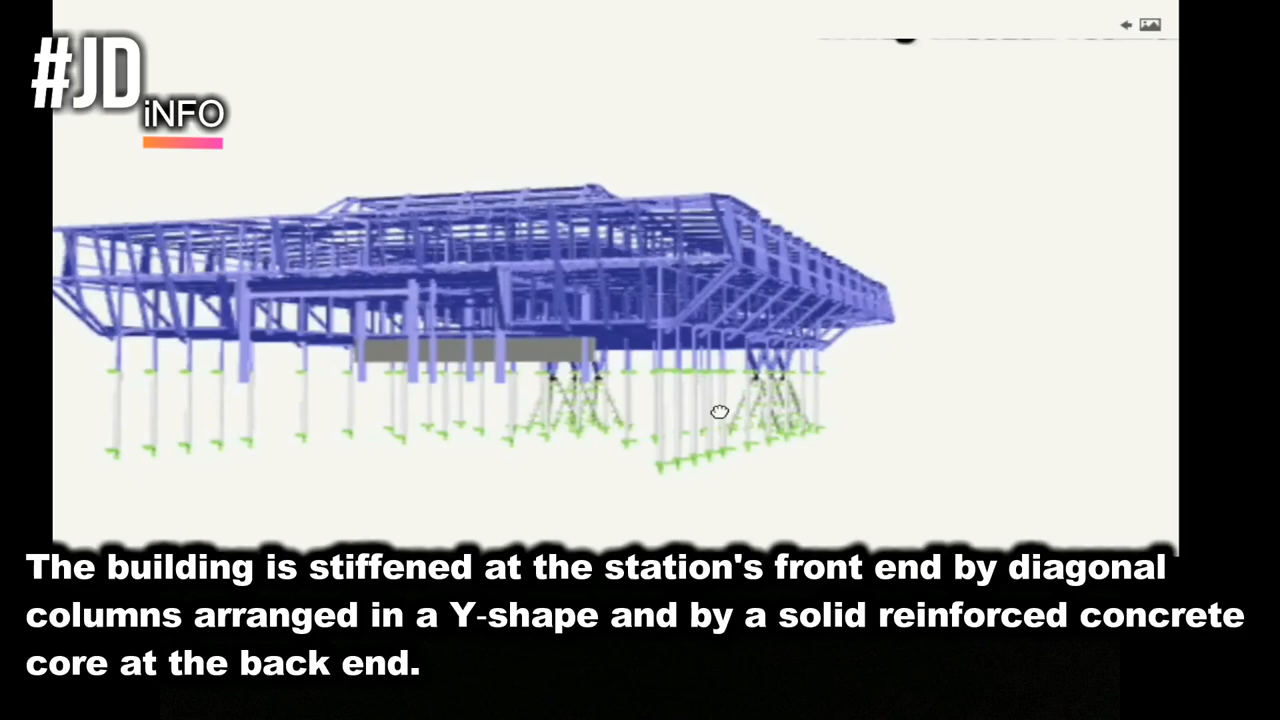 #JD
iNFO
The building is stiffened at the station's front end by diagonal
columns arranged in a Y-shape and by a solid reinforced concrete
core at the back end.